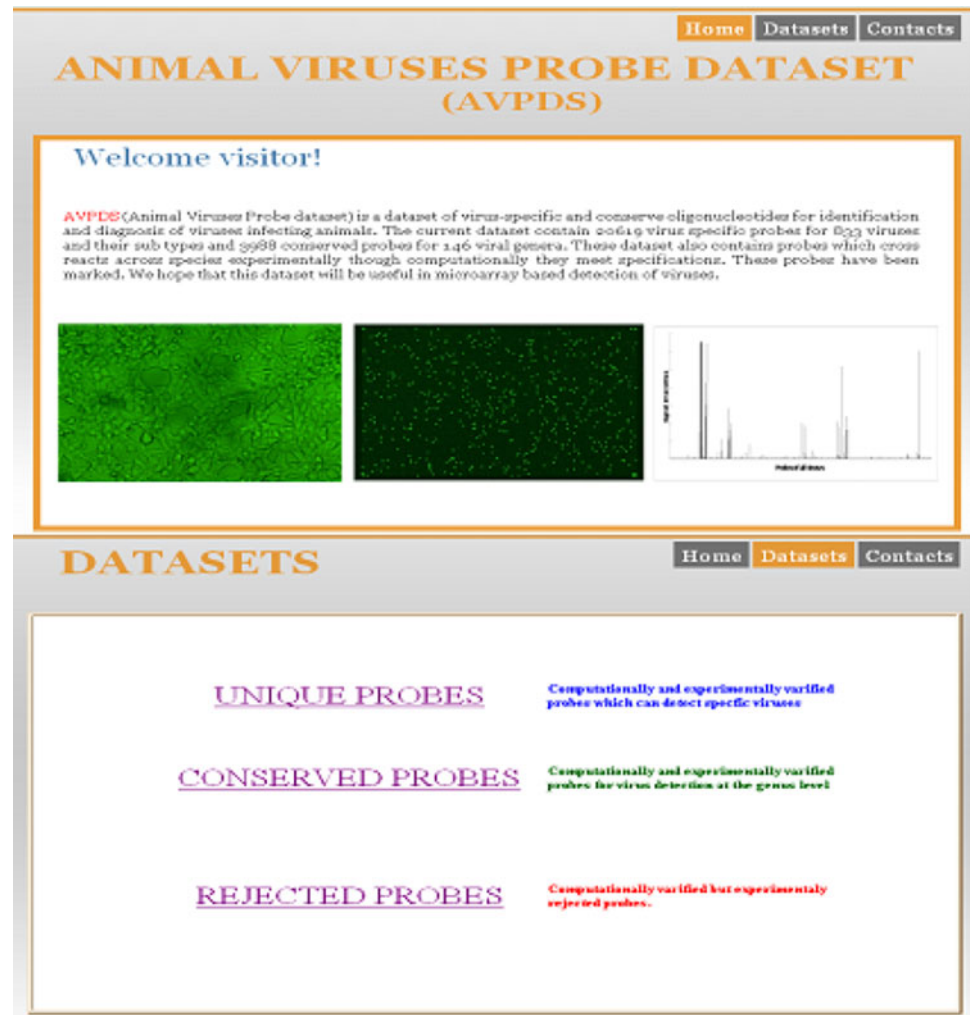 Home Datasets Contacts
ANIMAL VIRUSES PROBE DATASET
(AVPDS)
Welcome visitor!
AVPDS (Animal Viruses Probe dataset) is a dataset of virus-specific and conserve oligonucleotides for identification
and diagnosis of viruses infecting animals. The current dataset contain 20619 virus specific probes for 833 viruses
and their sub types and 3988 conserved probes for 146 viral genera. These dataset also contains probes which cross
reacts across species experimentally though computationally they meet specifications. These probes have been
marked. We hope that this dataset will be useful in microarray based detection of viruses.
DATASETS
Home Datasets Contacts
UNIQUE PROBES
Computationally and experimentally varified
probes which can detect specfic viruses
CONSERVED PROBES
Computationally and experimentally varified
probes for virus detection at the genus level
REJECTED PROBES
Computationally varified but experimentaly
rejected probes.